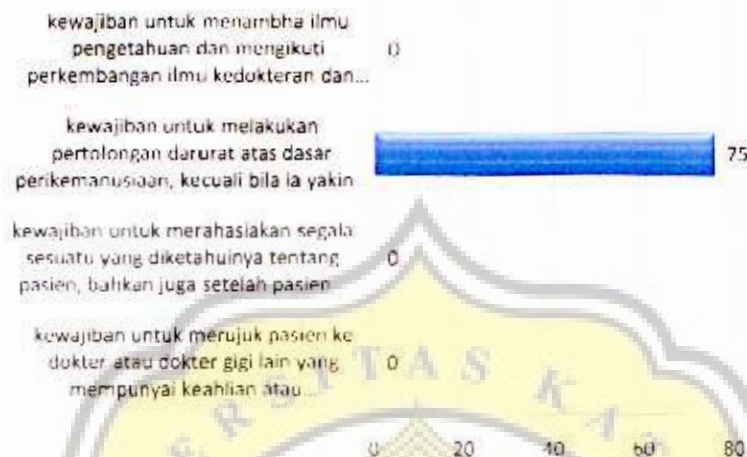 kewajiban untuk menambha ilmu
pengetahuan dan mengikuti
perkembangan ilmu kedokteran dan...
0
kewajiban untuk melakukan
pertolongan darurat atas dasar
perikemanusiaan, kecuali bila ia yakin
75
kewajiban untuk merahasiakan segala
sesuatu yang diketahuinya tentang
pasien, bahkan juga setelah pasien
0
kewajiban untuk merujuk pasien ke
dokter atau dokter gigi lain yang
mempunyai keahlian atau...
0
0 20 40 60 80